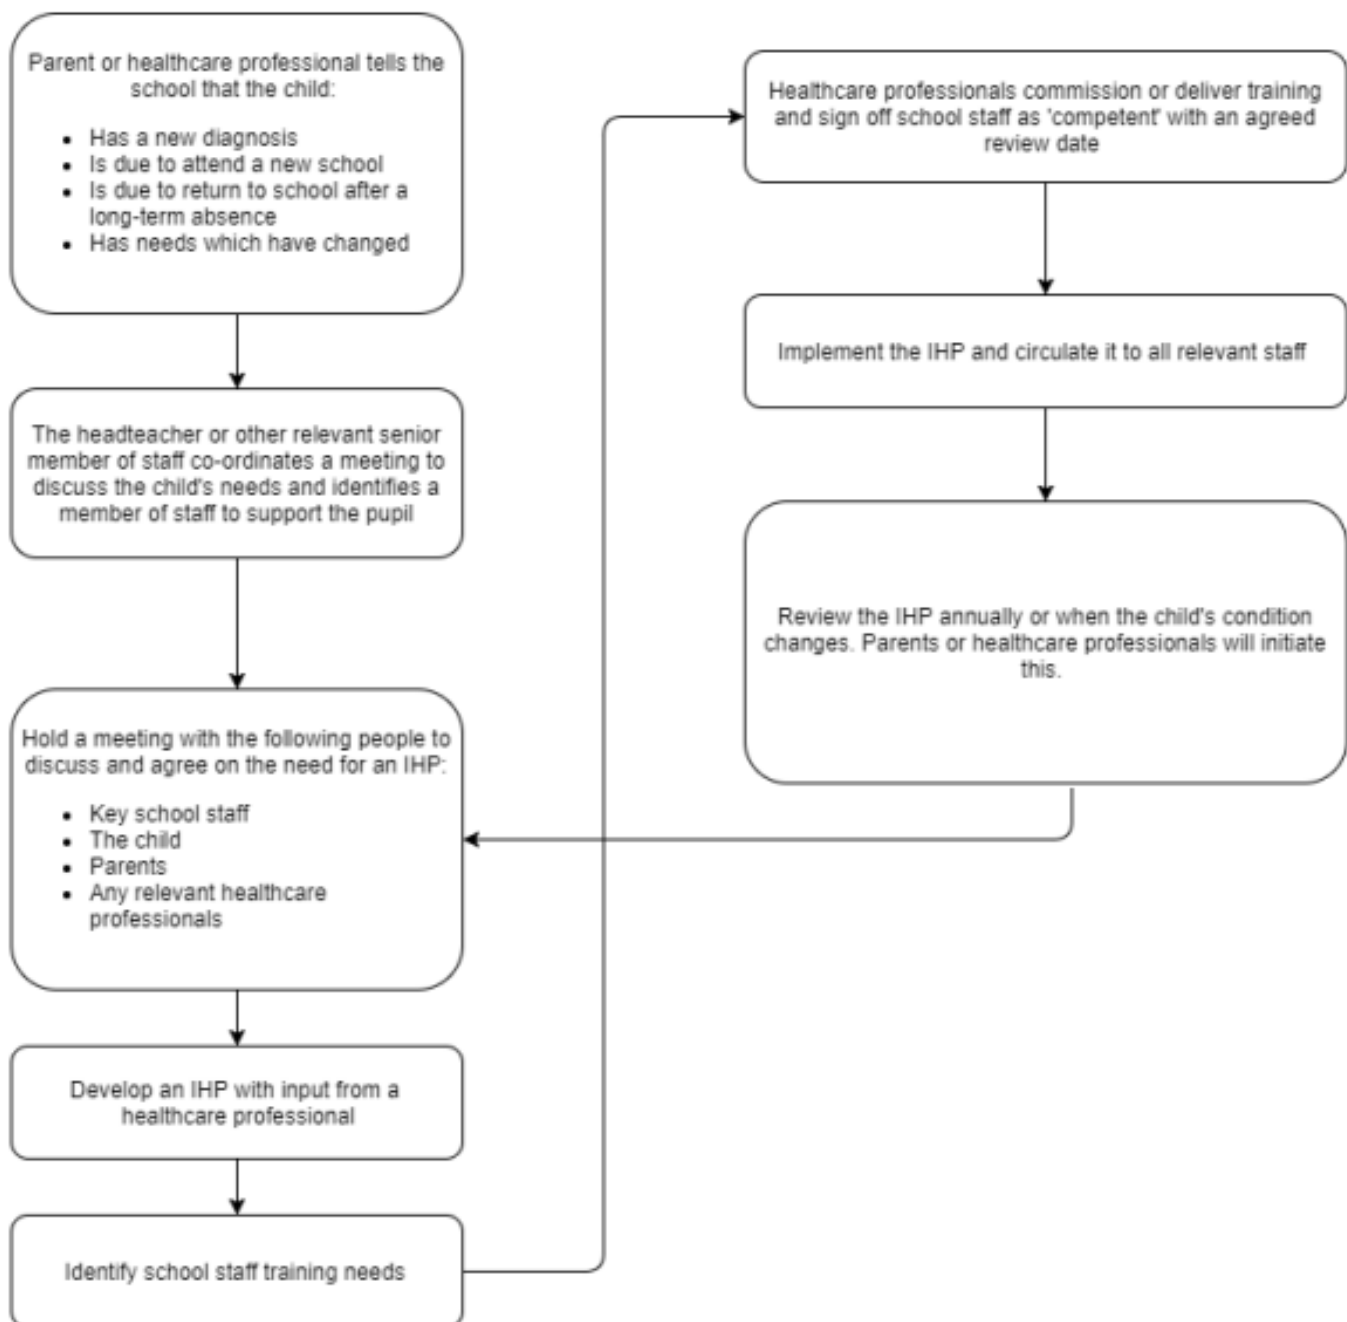 Parent or healthcare professional tells the
school that the child:
• Has a new diagnosis
• Is due to attend a new school
• Is due to return to school after a
long-term absence
• Has needs which have changed
The headteacher or other relevant senior
member of staff co-ordinates a meeting to
discuss the child's needs and identifies a
member of staff to support the pupil
Hold a meeting with the following people to
discuss and agree on the need for an IHP:
• Key school staff
• The child
• Parents
• Any relevant healthcare
professionals
Develop an IHP with input from a
healthcare professional
Identify school staff training needs
Healthcare professionals commission or deliver training
and sign off school staff as 'competent' with an agreed
review date
Implement the IHP and circulate it to all relevant staff
Review the IHP annually or when the child's condition
changes. Parents or healthcare professionals will initiate
this.